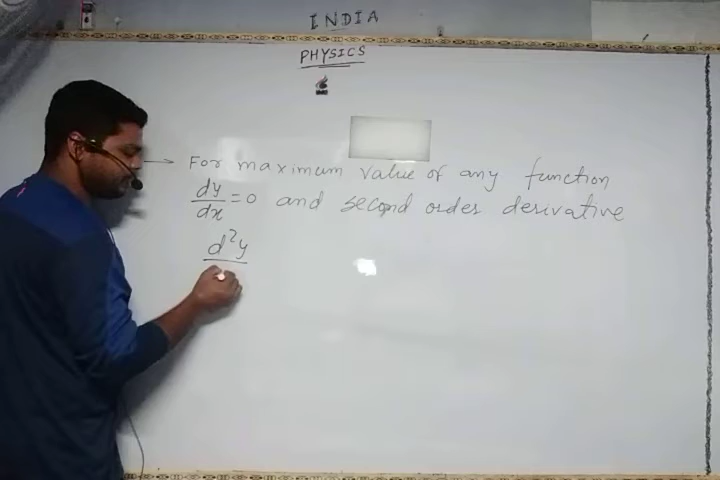 INDIA
PHYSICS
→ For maximum value of any function
dy/dx = 0 and second order derivative
d²y